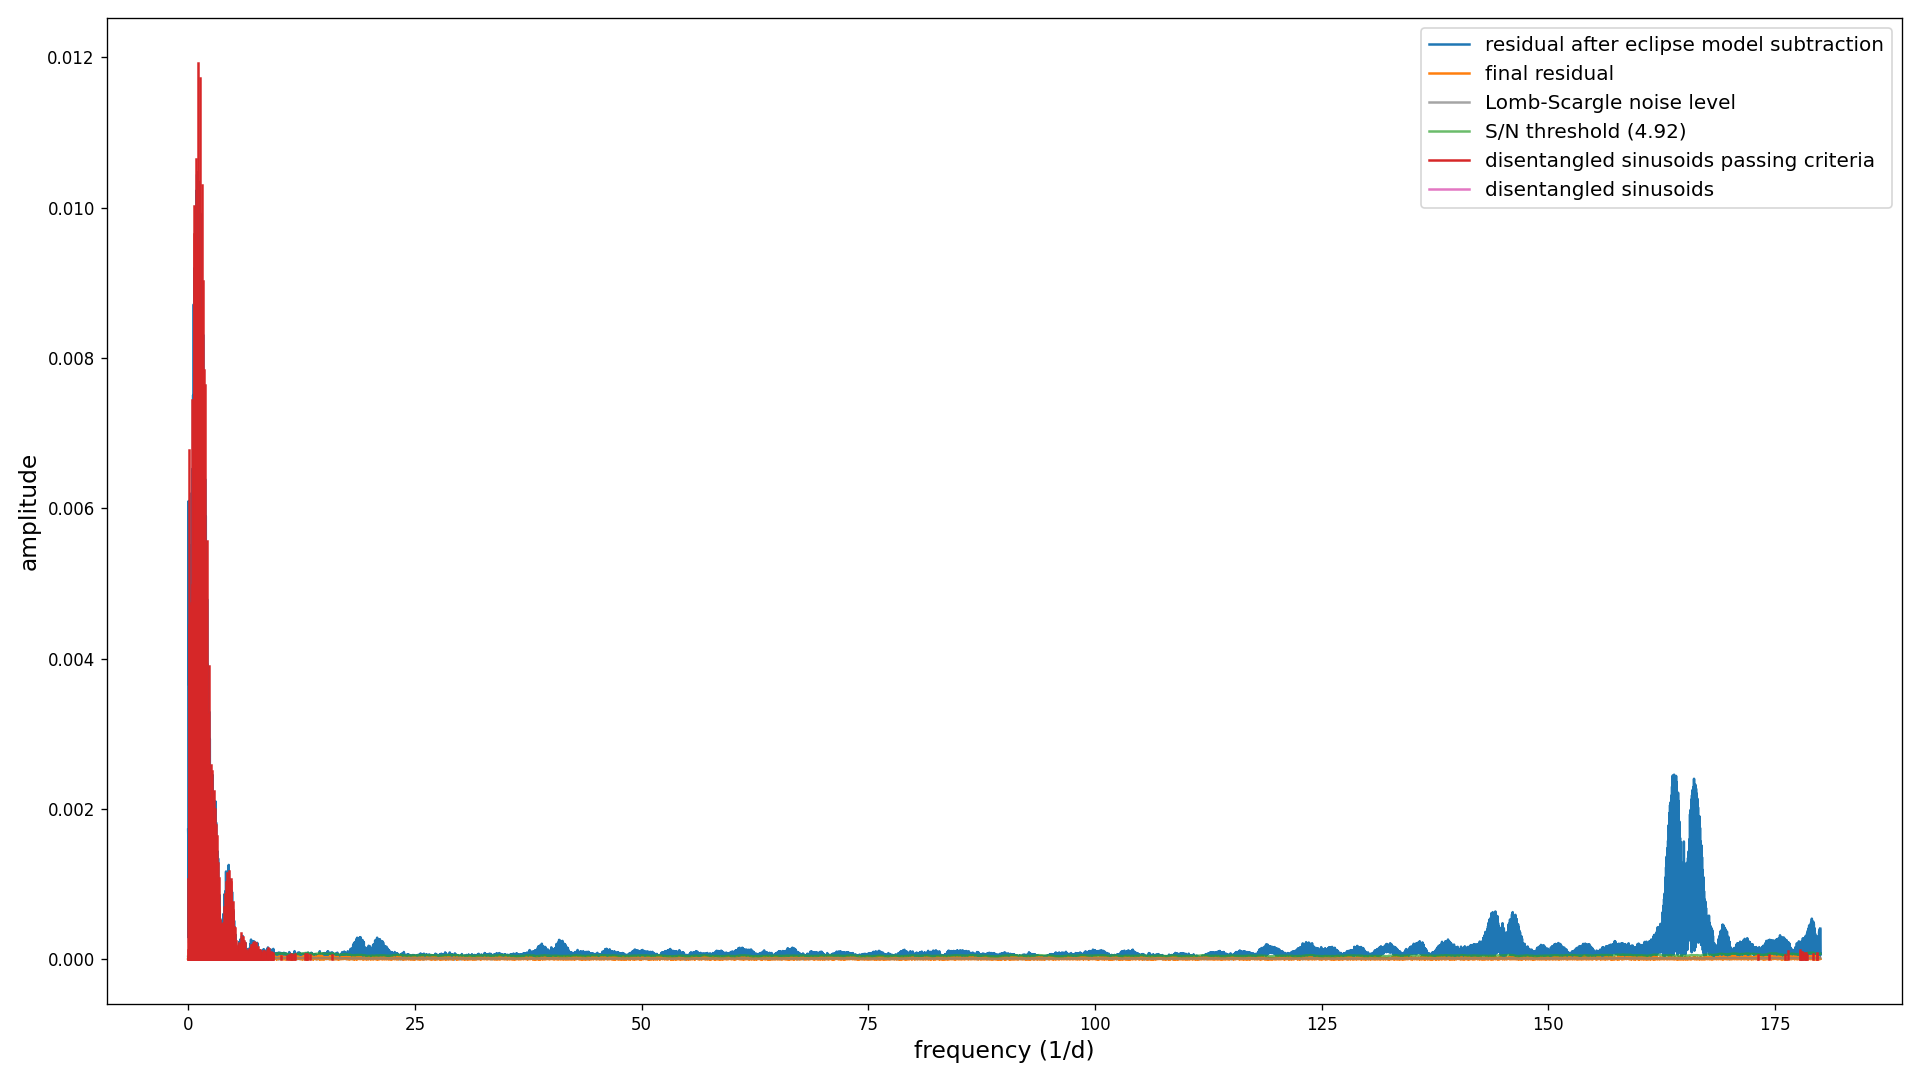 residual after eclipse model subtraction
final residual
Lomb-Scargle noise level
S/N threshold (4.92)
disentangled sinusoids passing criteria
disentangled sinusoids
0.012
0.010
0.008
0.006
0.004
0.002
0.000
amplitude
0 25 50 75 100 125 150 175
frequency (1/d)